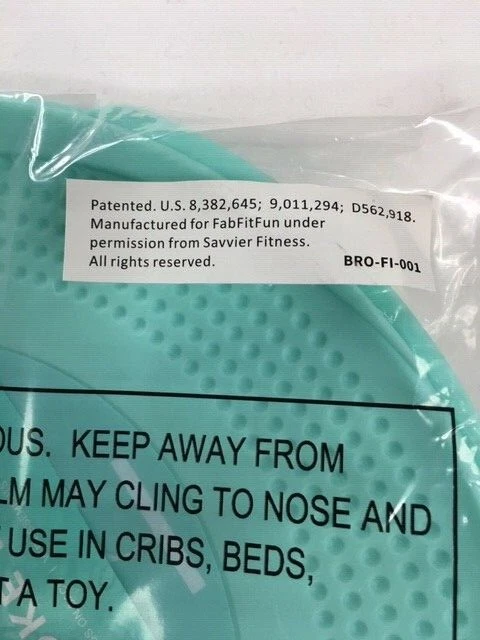 Patented. U.S. 8,382,645; 9,011,294; D562,918.
Manufactured for FabFitFun under
permission from Savvier Fitness.
All rights reserved.
BRO-FI-001
OUS. KEEP AWAY FROM
LM MAY CLING TO NOSE AND
USE IN CRIBS, BEDS,
T A TOY.